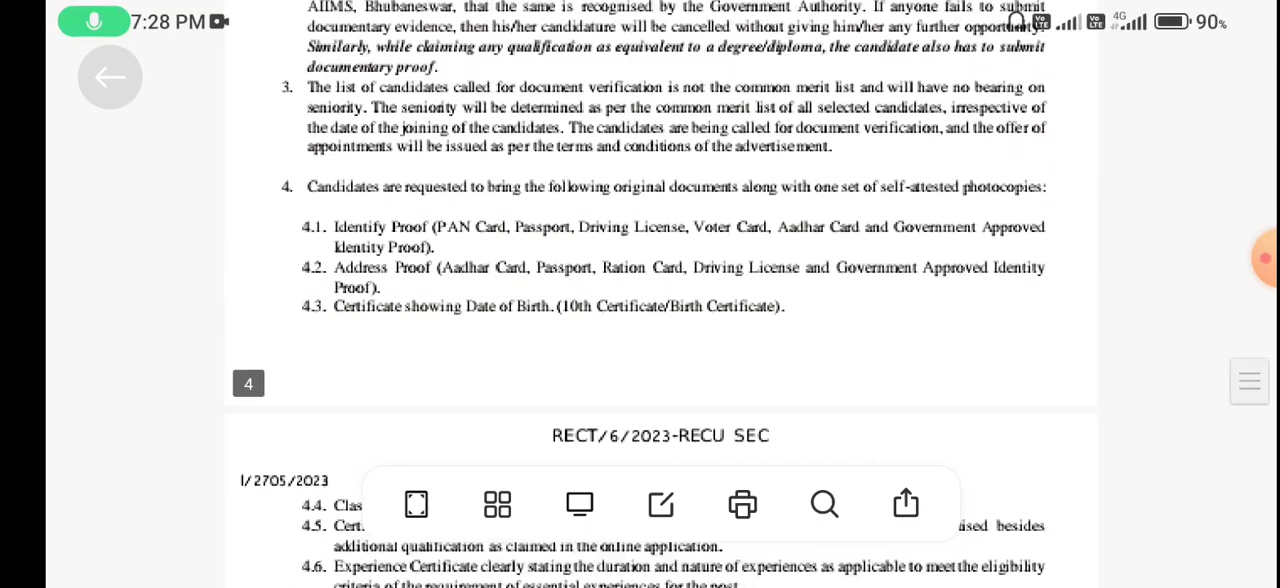 7:28 PM
4G
90%
AIIMS, Bhubaneswar, that the same is recognised by the Government Authority. If anyone fails to submit
documentary evidence, then his/her candidature will be cancelled without giving him/her any further opportunity.
Similarly, while claiming any qualification as equivalent to a degree/diploma, the candidate also has to submit
documentary proof.
3. The list of candidates called for document verification is not the common merit list and will have no bearing on
seniority. The seniority will be determined as per the common merit list of all selected candidates, irrespective of
the date of the joining of the candidates. The candidates are being called for document verification, and the offer of
appointments will be issued as per the terms and conditions of the advertisement.
4. Candidates are requested to bring the following original documents along with one set of self-attested photocopies:
4.1. Identify Proof (PAN Card, Passport, Driving License, Voter Card, Aadhar Card and Government Approved
Identity Proof).
4.2. Address Proof (Aadhar Card, Passport, Ration Card, Driving License and Government Approved Identity
Proof).
4.3. Certificate showing Date of Birth. (10th Certificate/Birth Certificate).
4
RECT/6/2023-RECU SEC
I/2705/2023
4.4. Clas
4.5. Cert. ised besides
additional qualification as claimed in the online application.
4.6. Experience Certificate clearly stating the duration and nature of experiences as applicable to meet the eligibility
criteria of the requirement of essential experiences for the post.